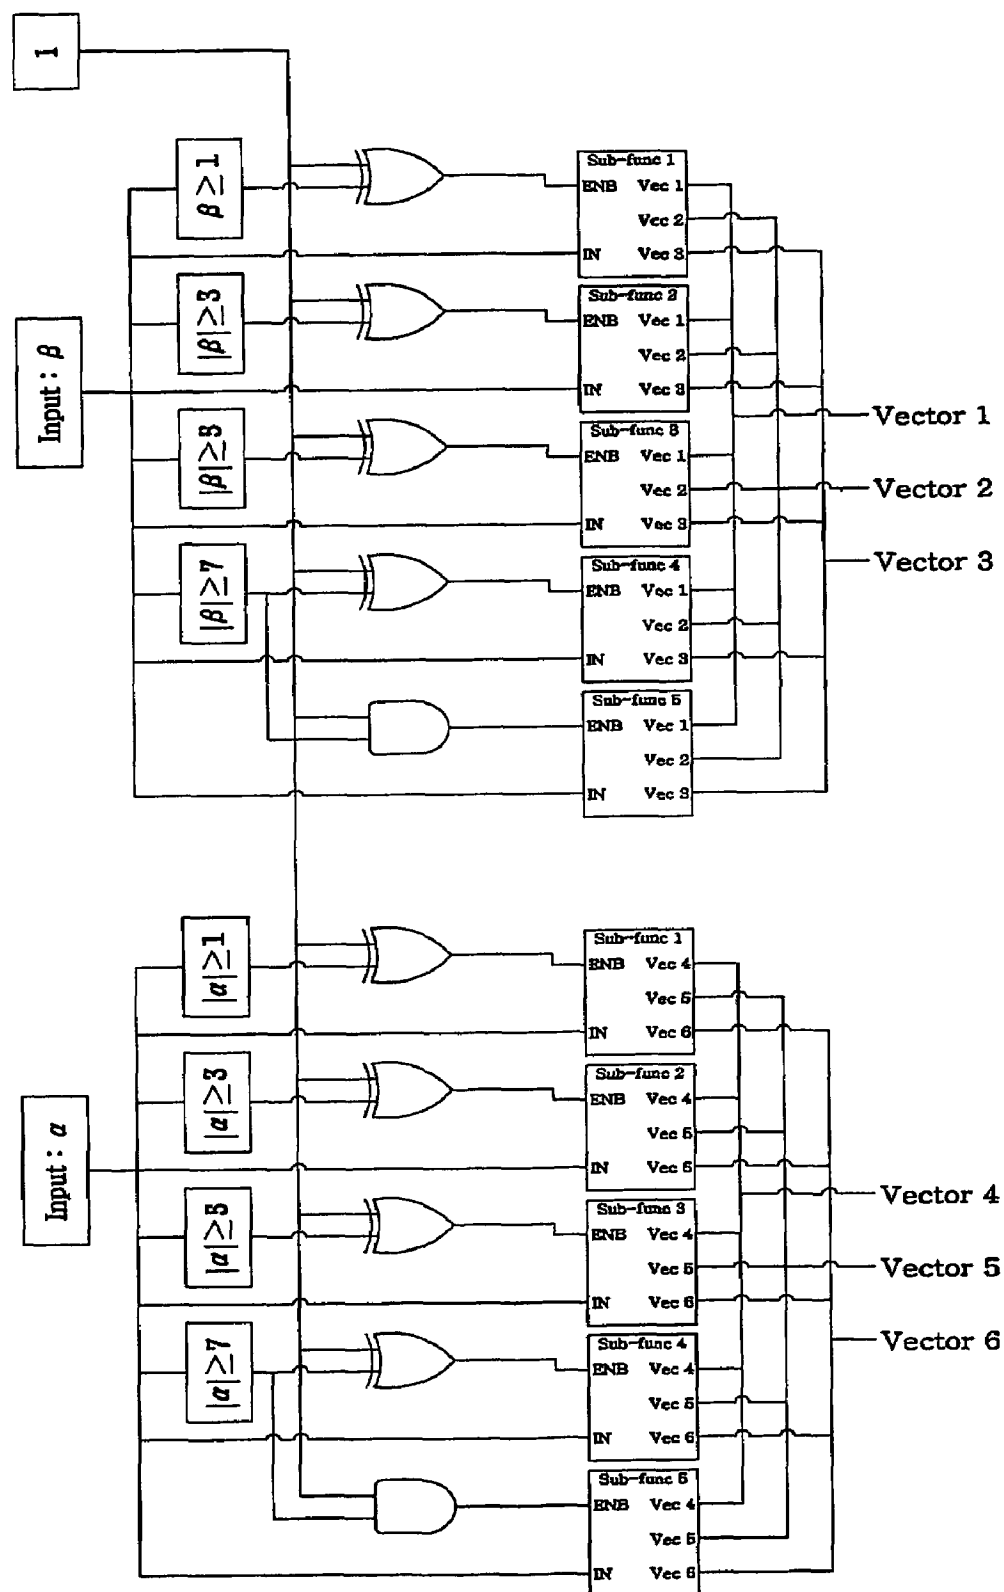 1
Input: β
β≥1
|β|≥3
|β|≥5
|β|≥7
Sub-func 1
ENB Vec 1
Vec 2
IN Vec 3
Sub-func 2
ENB Vec 1
Vec 2
IN Vec 3
Sub-func 3
ENB Vec 1
Vec 2
IN Vec 3
Sub-func 4
ENB Vec 1
Vec 2
IN Vec 3
Sub-func 5
ENB Vec 1
Vec 2
IN Vec 3
Vector 1
Vector 2
Vector 3
Input: α
|α|≥1
|α|≥3
|α|≥5
|α|≥7
Sub-func 1
ENB Vec 4
Vec 5
IN Vec 6
Sub-func 2
ENB Vec 4
Vec 5
IN Vec 6
Sub-func 3
ENB Vec 4
Vec 5
IN Vec 6
Sub-func 4
ENB Vec 4
Vec 5
IN Vec 6
Sub-func 5
ENB Vec 4
Vec 5
IN Vec 6
Vector 4
Vector 5
Vector 6